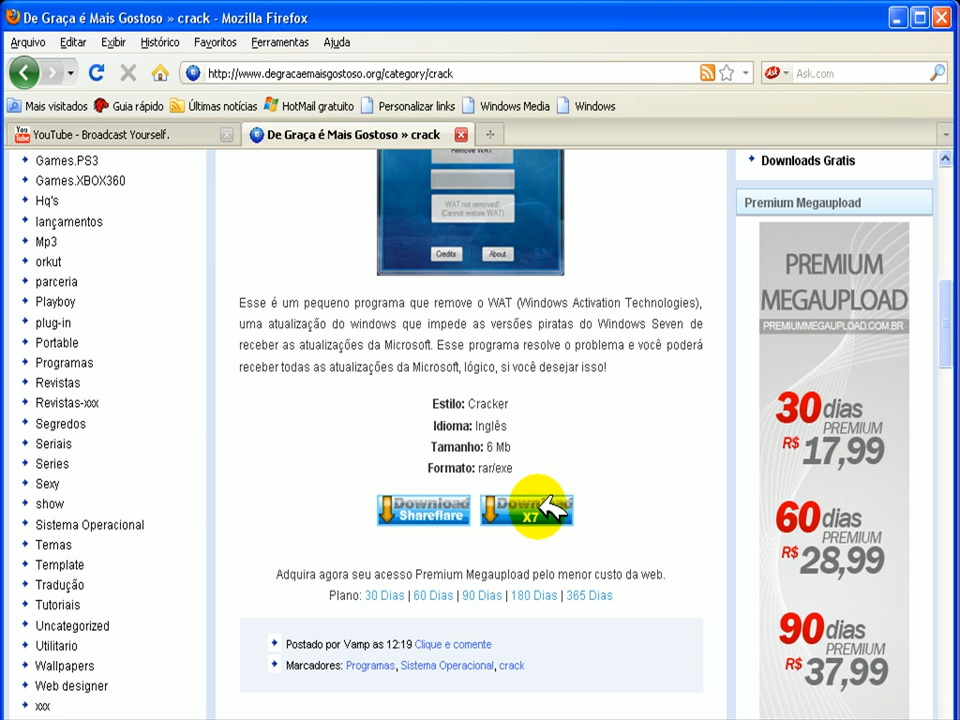 De Graça é Mais Gostoso » crack - Mozilla Firefox
Arquivo Editar Exibir Histórico Favoritos Ferramentas Ajuda
http://www.degracaemaisgostoso.org/category/crack
Ask.com
Mais visitados Guia rápido Últimas notícias HotMail gratuito Personalizar links Windows Media Windows
YouTube - Broadcast Yourself.
De Graça é Mais Gostoso » crack
Games.PS3
Games.XBOX360
Hq's
lançamentos
Mp3
orkut
parceria
Playboy
plug-in
Portable
Programas
Revistas
Revistas-xxx
Segredos
Seriais
Series
Sexy
show
Sistema Operacional
Temas
Template
Tradução
Tutoriais
Uncategorized
Utilitario
Wallpapers
Web designer
xxx
Remove WAT
WAT not removed!
(Cannot restore WAT)
Credits About
Esse é um pequeno programa que remove o WAT (Windows Activation Technologies),
uma atualização do windows que impede as versões piratas do Windows Seven de
receber as atualizações da Microsoft. Esse programa resolve o problema e você poderá
receber todas as atualizações da Microsoft, lógico, si você desejar isso!
Estilo: Cracker
Idioma: Inglês
Tamanho: 6 Mb
Formato: rar/exe
Download
Shareflare
Download
X7
Adquira agora seu acesso Premium Megaupload pelo menor custo da web.
Plano: 30 Dias | 60 Dias | 90 Dias | 180 Dias | 365 Dias
Postado por Vamp as 12:19 Clique e comente
Marcadores: Programas, Sistema Operacional, crack
Downloads Gratis
Premium Megaupload
PREMIUM
MEGAUPLOAD
PREMIUMMEGAUPLOAD.COM.BR
30 dias
PREMIUM
R$ 17,99
60 dias
PREMIUM
R$ 28,99
90 dias
PREMIUM
R$ 37,99